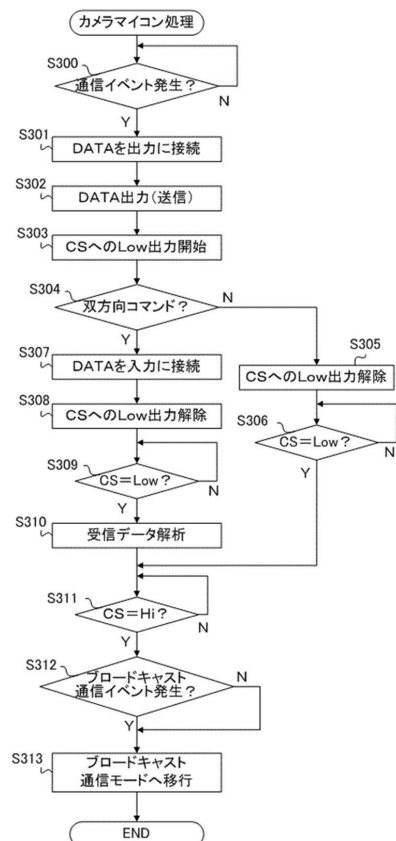 カメラマイコン処理
S300
通信イベント発生？
N
Y
S301
DATAを出力に接続
S302
DATA出力（送信）
S303
CSへのLow出力開始
S304
双方向コマンド？
N
Y
S307
DATAを入力に接続
S305
CSへのLow出力解除
S308
CSへのLow出力解除
S306
CS=Low？
N
Y
S309
CS=Low？
N
Y
S310
受信データ解析
S311
CS=Hi？
N
Y
S312
ブロードキャスト
通信イベント発生？
N
Y
S313
ブロードキャスト
通信モードへ移行
END